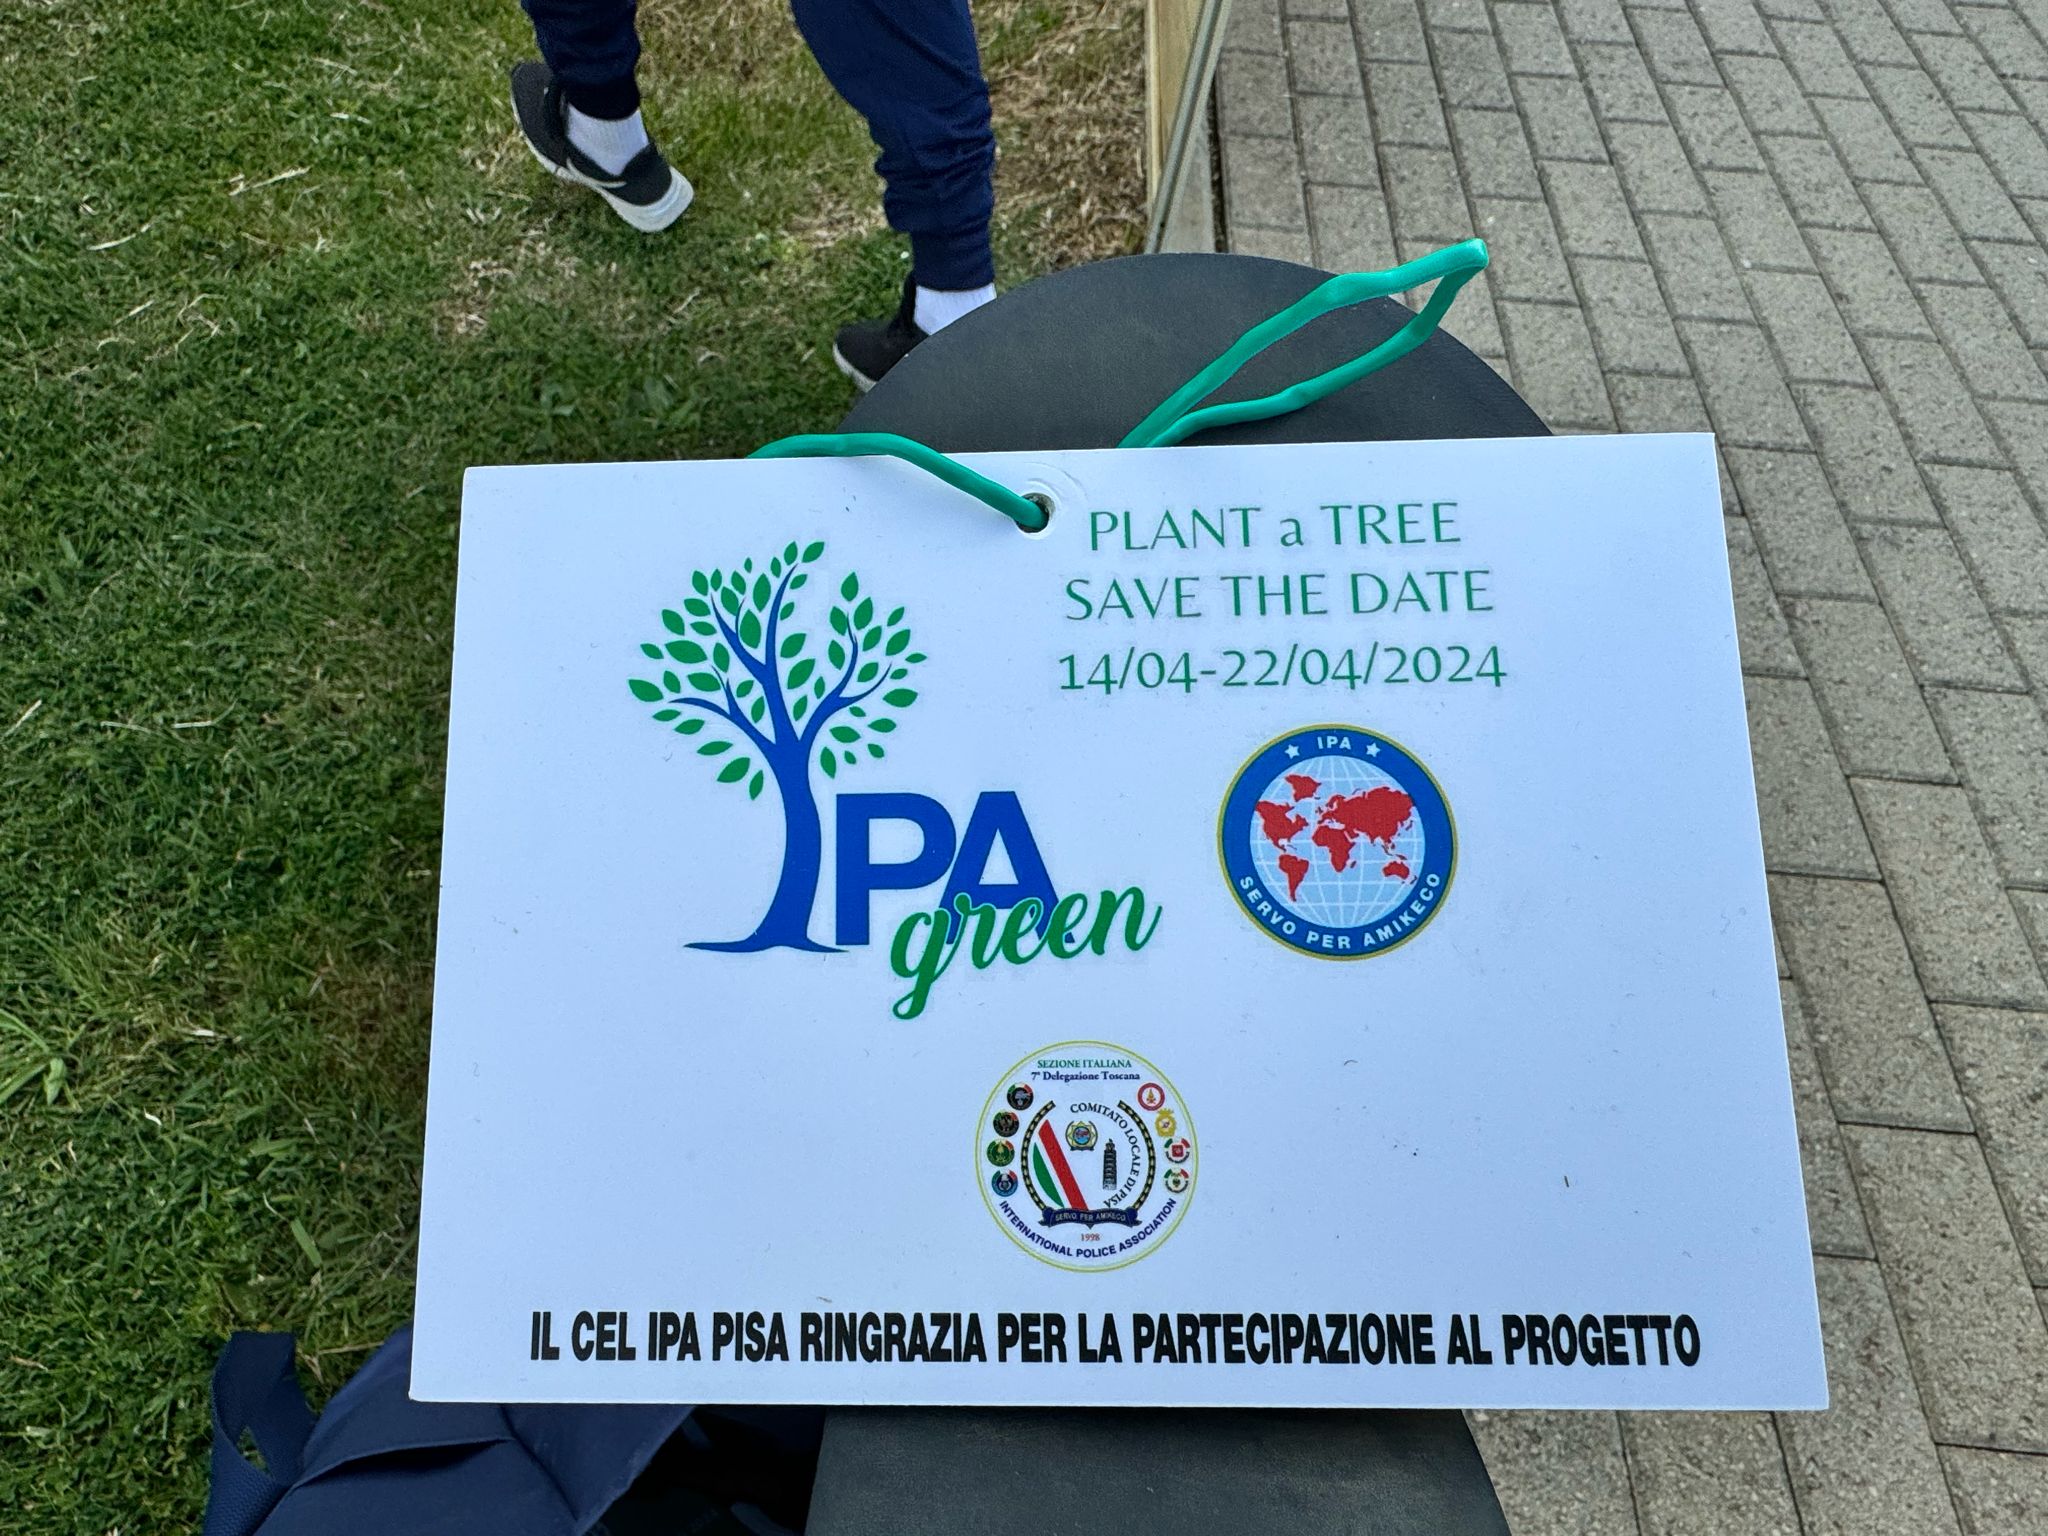 PLANT a TREE
SAVE THE DATE
14/04-22/04/2024
IPA
green
IPA
SERVO PER AMIKECO
SEZIONE ITALIANA
7ª Delegazione Toscana
COMITATO LOCALE DI PISA
SERVO PER AMIKECO
1998
INTERNATIONAL POLICE ASSOCIATION
IL CEL IPA PISA RINGRAZIA PER LA PARTECIPAZIONE AL PROGETTO